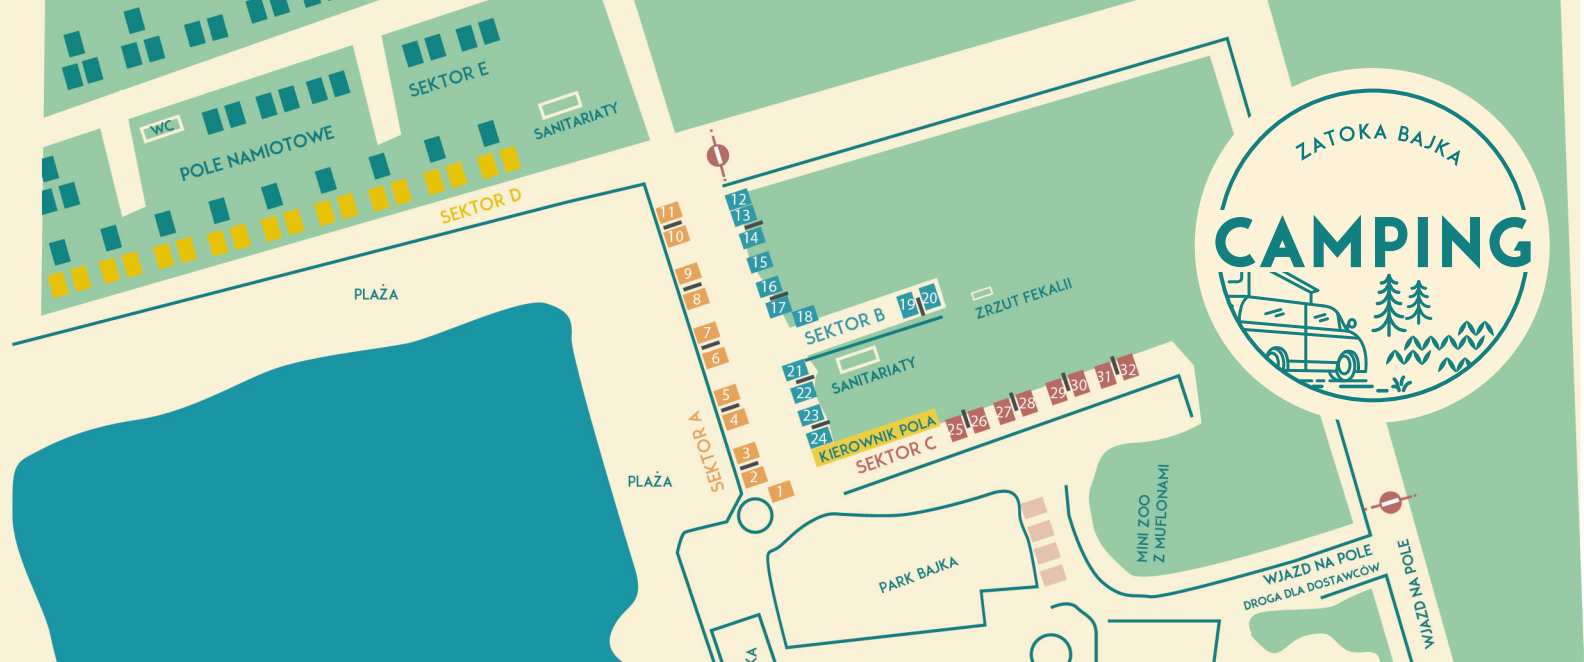 SEKTOR E
WC
POLE NAMIOTOWE
SANITARIATY
SEKTOR D
PLAŻA
ZATOKA BAJKA
CAMPING
11
10
9
8
7
6
5
4
3
2
1
SEKTOR A
PLAŻA
12
13
14
15
16
17
18
SEKTOR B
19
20
ZRZUT FEKALII
SANITARIATY
21
22
23
24
KIEROWNIK POLA
SEKTOR C
25
26
27
28
29
30
31
32
MINI ZOO
Z MUFLONAMI
PARK BAJKA
WJAZD NA POLE
DROGA DLA DOSTAWCÓW
WJAZD NA POLE